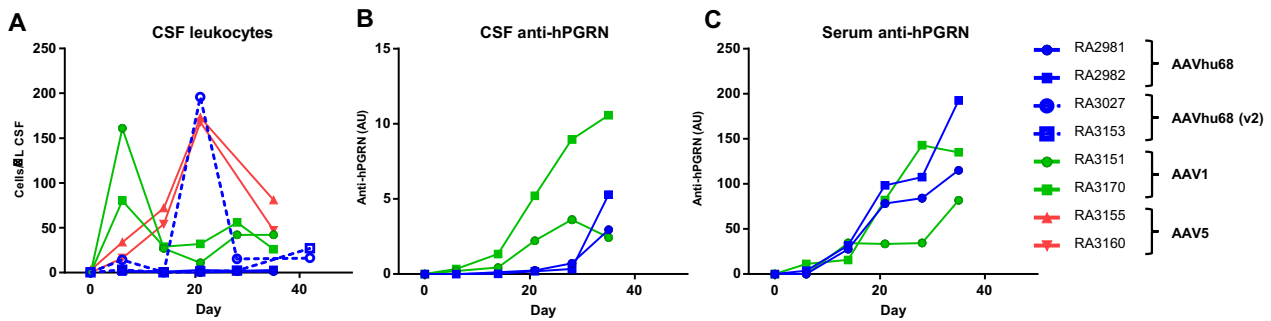 A
CSF leukocytes
250
200
150
100
50
0
Cells/ L CSF
0
20
40
Day
B
CSF anti-hPGRN
15
10
5
0
Anti-hPGRN (AU)
0
20
40
Day
C
Serum anti-hPGRN
250
200
150
100
50
0
Anti-hPGRN (AU)
0
20
40
Day
RA2981
RA2982
AAVhu68
RA3027
RA3153
AAVhu68 (v2)
RA3151
RA3170
AAV1
RA3155
RA3160
AAV5